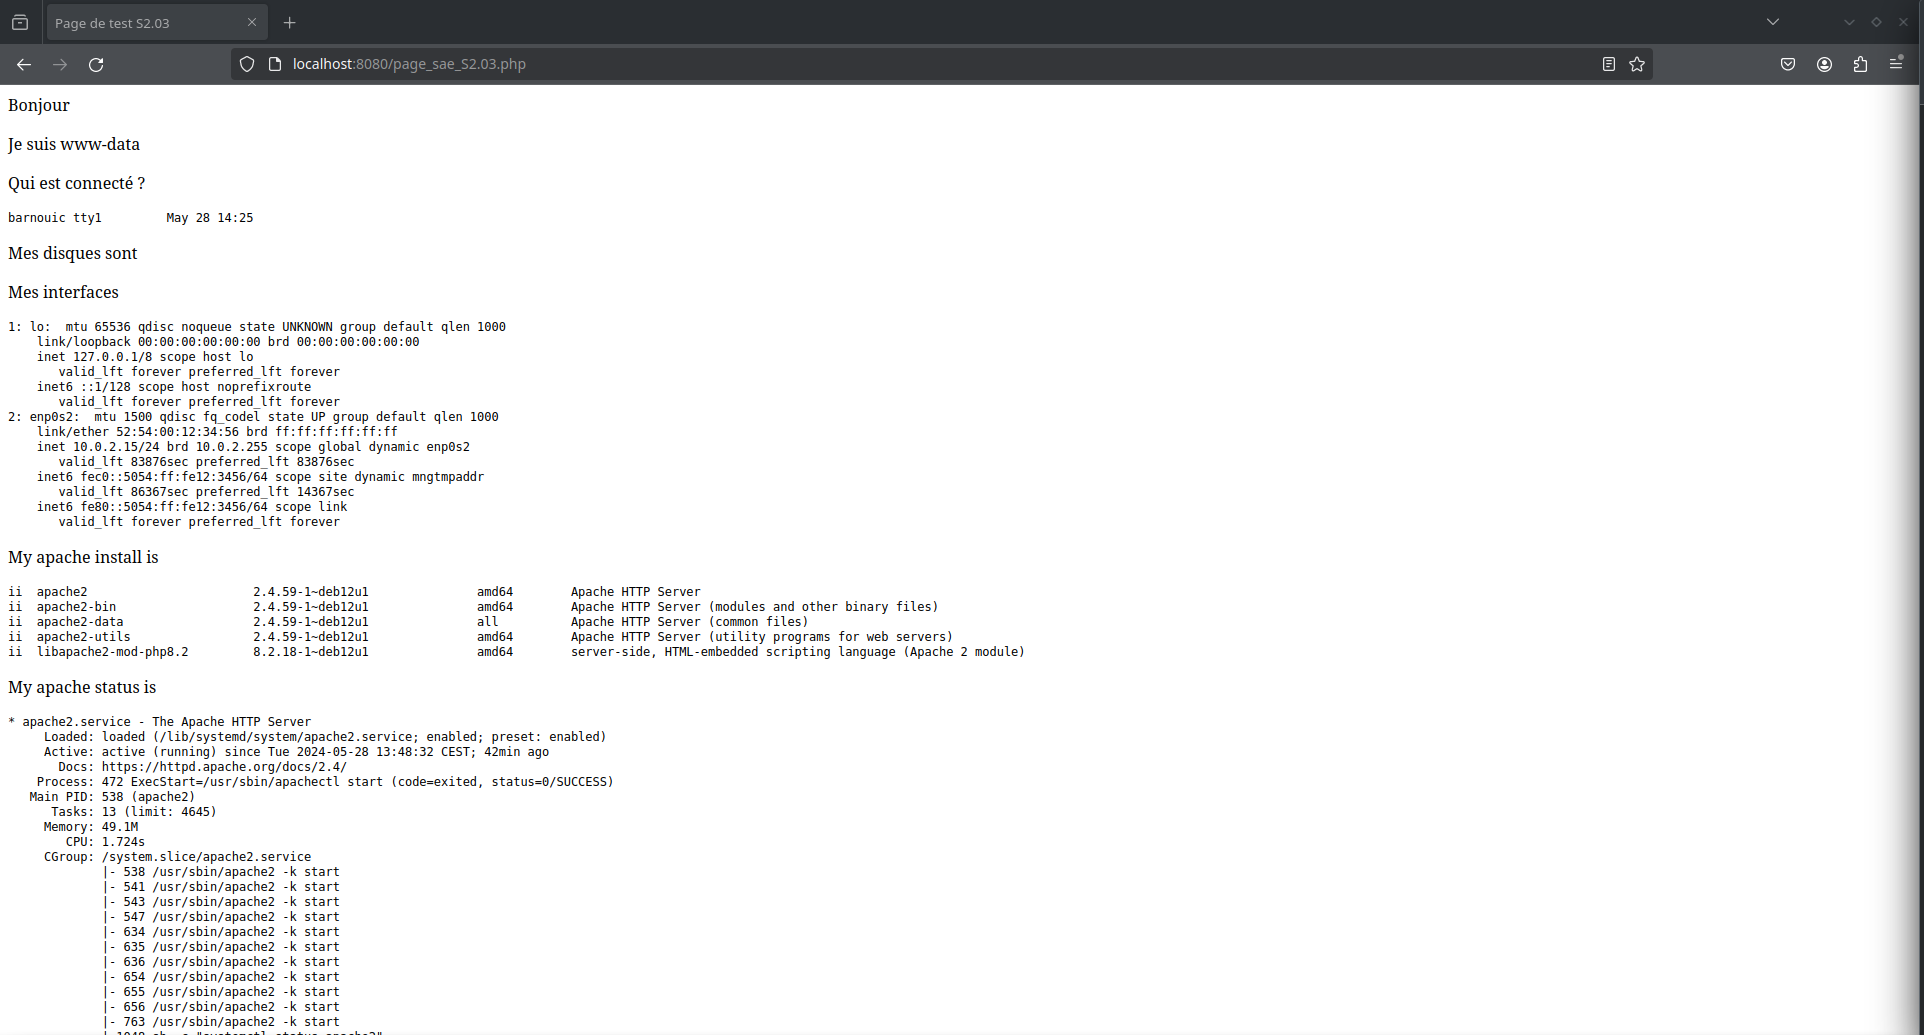 Page de test S2.03
localhost:8080/page_sae_S2.03.php
Bonjour
Je suis www-data
Qui est connecté ?
barnouic tty1         May 28 14:25
Mes disques sont
Mes interfaces
1: lo:  mtu 65536 qdisc noqueue state UNKNOWN group default qlen 1000
    link/loopback 00:00:00:00:00:00 brd 00:00:00:00:00:00
    inet 127.0.0.1/8 scope host lo
       valid_lft forever preferred_lft forever
    inet6 ::1/128 scope host noprefixroute
       valid_lft forever preferred_lft forever
2: enp0s2:  mtu 1500 qdisc fq_codel state UP group default qlen 1000
    link/ether 52:54:00:12:34:56 brd ff:ff:ff:ff:ff:ff
    inet 10.0.2.15/24 brd 10.0.2.255 scope global dynamic enp0s2
       valid_lft 83876sec preferred_lft 83876sec
    inet6 fec0::5054:ff:fe12:3456/64 scope site dynamic mngtmpaddr
       valid_lft 86367sec preferred_lft 14367sec
    inet6 fe80::5054:ff:fe12:3456/64 scope link
       valid_lft forever preferred_lft forever
My apache install is
ii  apache2                       2.4.59-1~deb12u1               amd64        Apache HTTP Server
ii  apache2-bin                   2.4.59-1~deb12u1               amd64        Apache HTTP Server (modules and other binary files)
ii  apache2-data                  2.4.59-1~deb12u1               all          Apache HTTP Server (common files)
ii  apache2-utils                 2.4.59-1~deb12u1               amd64        Apache HTTP Server (utility programs for web servers)
ii  libapache2-mod-php8.2         8.2.18-1~deb12u1               amd64        server-side, HTML-embedded scripting language (Apache 2 module)
My apache status is
* apache2.service - The Apache HTTP Server
     Loaded: loaded (/lib/systemd/system/apache2.service; enabled; preset: enabled)
     Active: active (running) since Tue 2024-05-28 13:48:32 CEST; 42min ago
       Docs: https://httpd.apache.org/docs/2.4/
    Process: 472 ExecStart=/usr/sbin/apachectl start (code=exited, status=0/SUCCESS)
   Main PID: 538 (apache2)
      Tasks: 13 (limit: 4645)
     Memory: 49.1M
        CPU: 1.724s
     CGroup: /system.slice/apache2.service
             |- 538 /usr/sbin/apache2 -k start
             |- 541 /usr/sbin/apache2 -k start
             |- 543 /usr/sbin/apache2 -k start
             |- 547 /usr/sbin/apache2 -k start
             |- 634 /usr/sbin/apache2 -k start
             |- 635 /usr/sbin/apache2 -k start
             |- 636 /usr/sbin/apache2 -k start
             |- 654 /usr/sbin/apache2 -k start
             |- 655 /usr/sbin/apache2 -k start
             |- 656 /usr/sbin/apache2 -k start
             |- 763 /usr/sbin/apache2 -k start